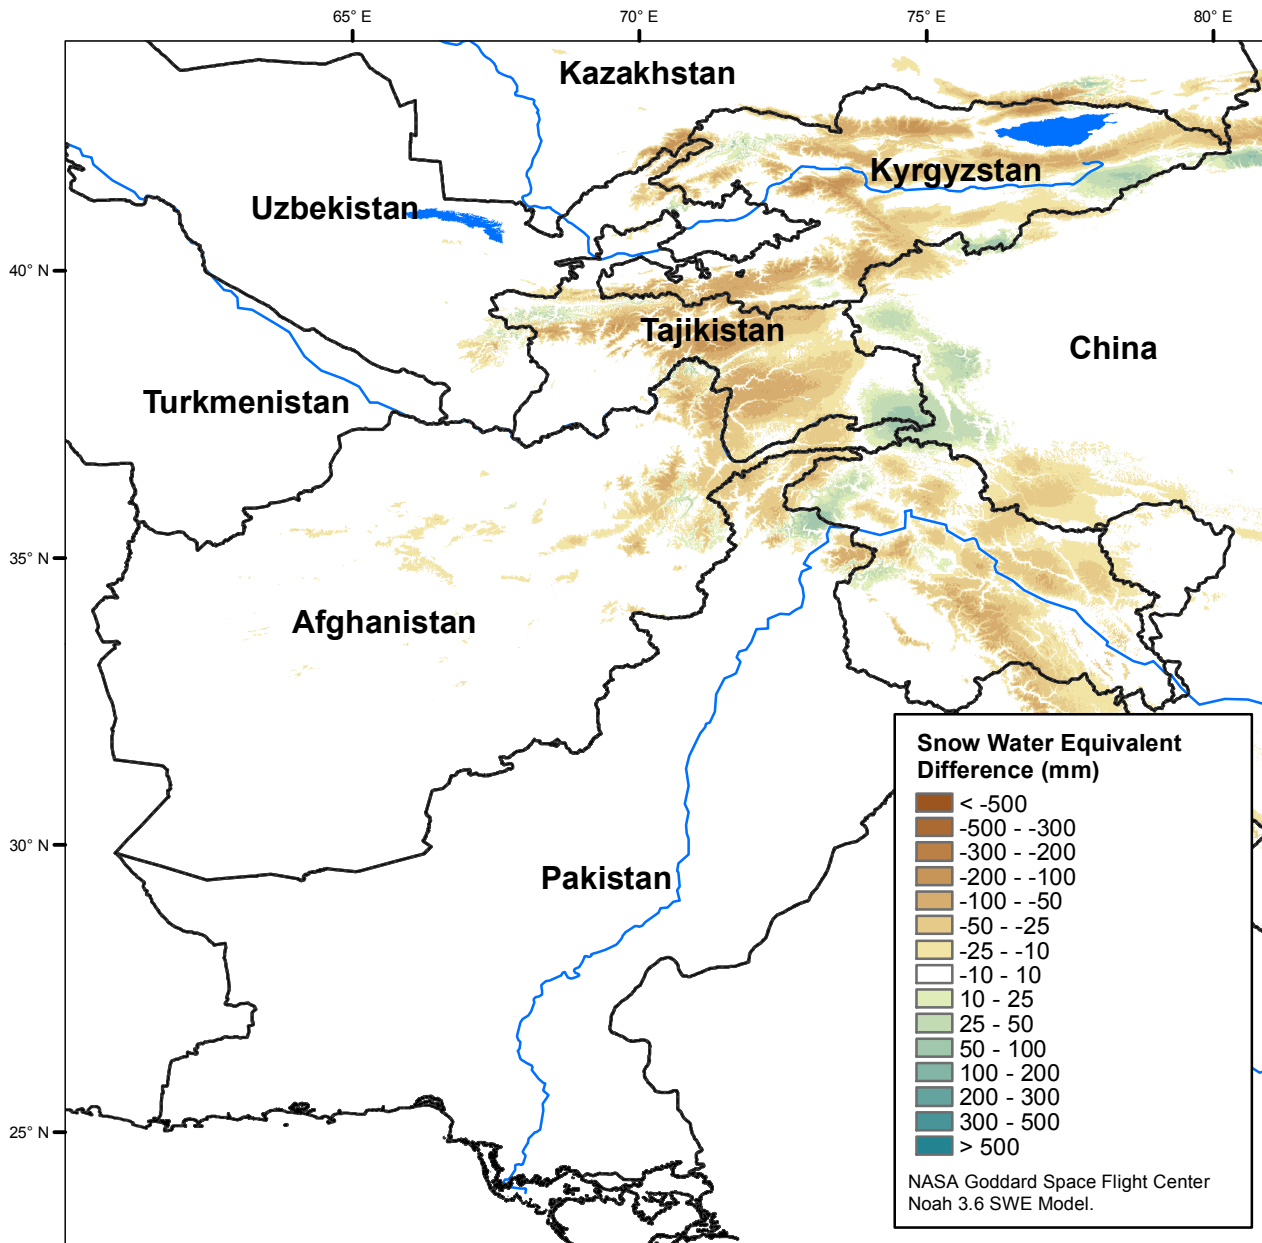 65° E
70° E
75° E
80° E
Kazakhstan
Kyrgyzstan
Uzbekistan
40° N
Tajikistan
China
Turkmenistan
35° N
Afghanistan
Snow Water Equivalent
Difference (mm)
< -500
-500 - -300
-300 - -200
-200 - -100
-100 - -50
-50 - -25
-25 - -10
-10 - 10
10 - 25
25 - 50
50 - 100
100 - 200
200 - 300
300 - 500
> 500
NASA Goddard Space Flight Center
Noah 3.6 SWE Model.
30° N
Pakistan
25° N